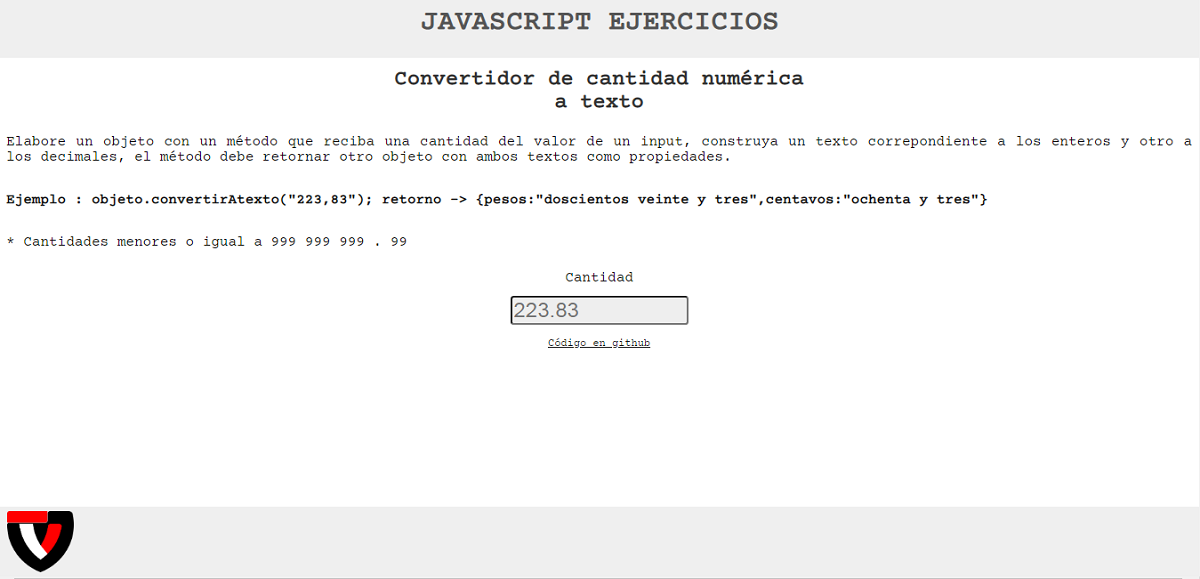 JAVASCRIPT EJERCICIOS
Convertidor de cantidad numérica
a texto
Elabore un objeto con un método que reciba una cantidad del valor de un input, construya un texto correpondiente a los enteros y otro a
los decimales, el método debe retornar otro objeto con ambos textos como propiedades.
Ejemplo : objeto.convertirAtexto("223,83"); retorno -> {pesos:"doscientos veinte y tres",centavos:"ochenta y tres"}
* Cantidades menores o igual a 999 999 999 . 99
Cantidad
223.83
Código en github